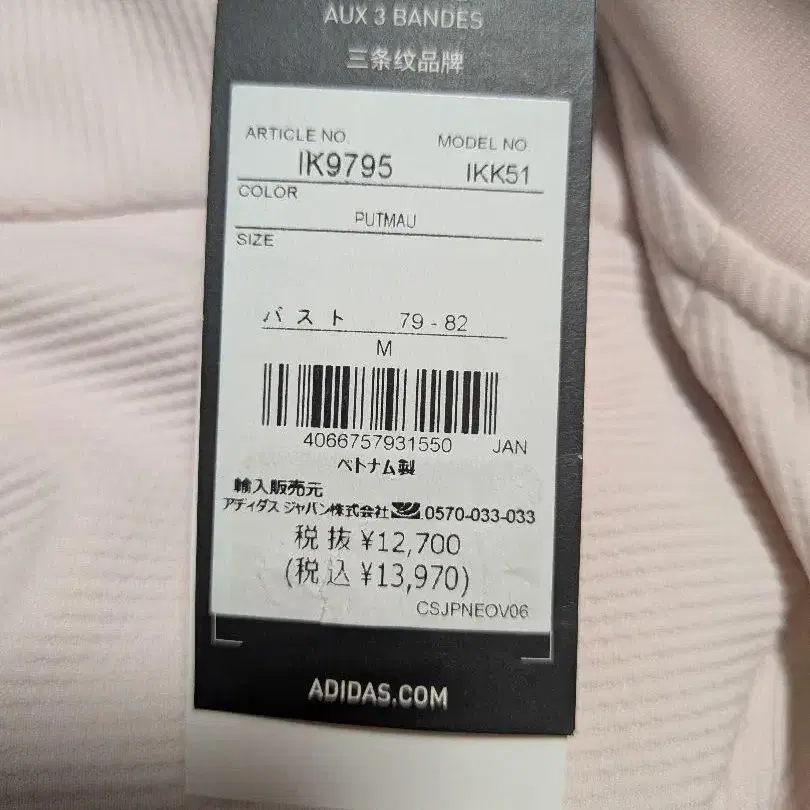 AUX 3 BANDES
三条纹品牌
ARTICLE NO. MODEL NO.
IK9795 IKK51
COLOR
PUTMAU
SIZE
バスト 79 - 82
M
4066757931550 JAN
ベトナム製
輸入販売元
アディダス ジャパン株式会社 0570-033-033
税抜 ¥12,700
(税込 ¥13,970)
CSJPNEOV06
ADIDAS.COM